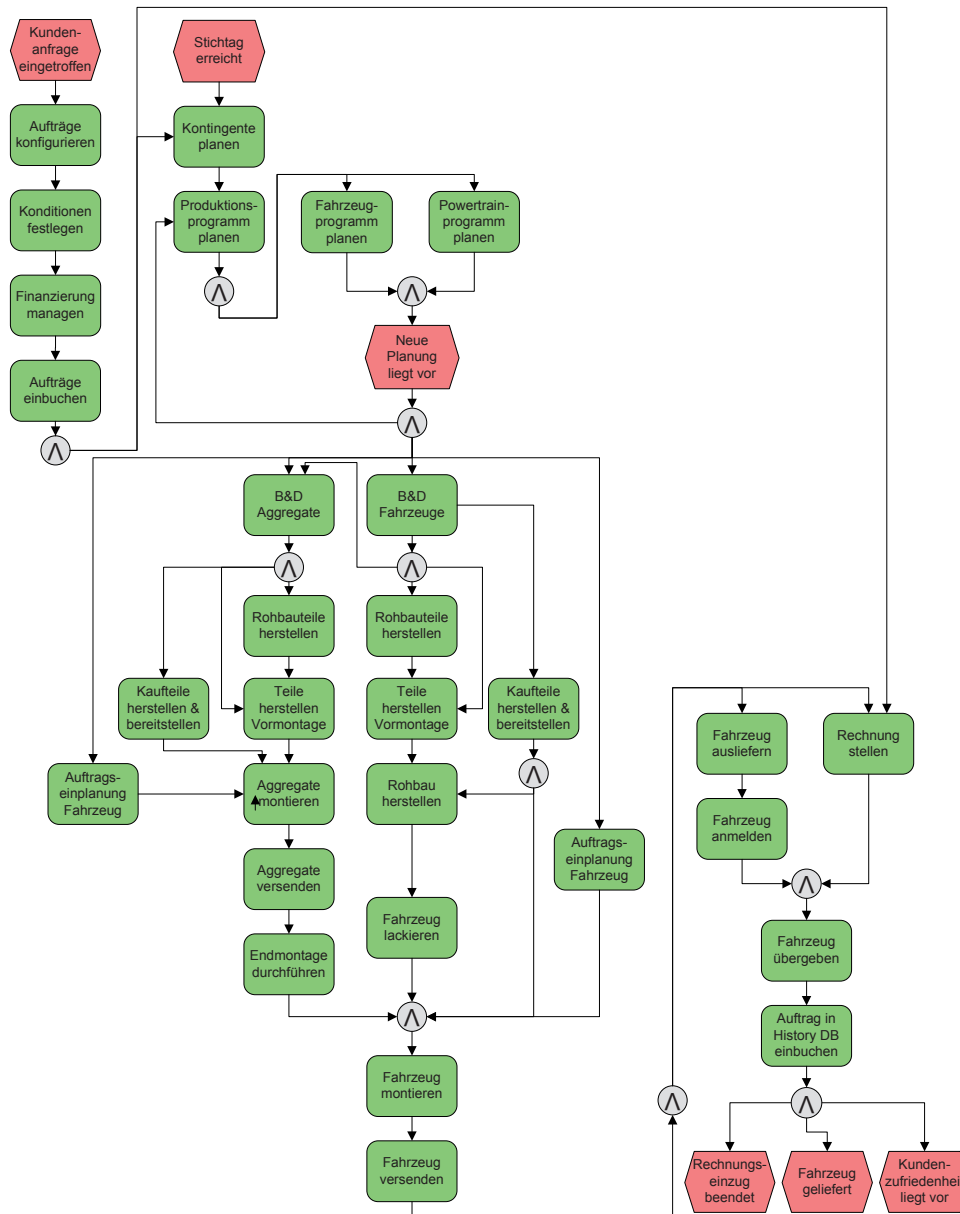 Kunden-
anfrage
eingetroffen
Stichtag
erreicht
Aufträge
konfigurieren
Kontingente
planen
Konditionen
festlegen
Produktions-
programm
planen
Fahrzeug-
programm
planen
Powertrain-
programm
planen
Finanzierung
managen
Λ
Λ
Neue
Planung
liegt vor
Aufträge
einbuchen
Λ
Λ
B&D
Aggregate
B&D
Fahrzeuge
Λ
Λ
Rohbauteile
herstellen
Rohbauteile
herstellen
Kaufteile
herstellen &
bereitstellen
Teile
herstellen
Vormontage
Teile
herstellen
Vormontage
Kaufteile
herstellen &
bereitstellen
Fahrzeug
ausliefern
Rechnung
stellen
Auftrags-
einplanung
Fahrzeug
Aggregate
montieren
Rohbau
herstellen
Λ
Fahrzeug
anmelden
Aggregate
versenden
Auftrags-
einplanung
Fahrzeug
Λ
Fahrzeug
lackieren
Fahrzeug
übergeben
Endmontage
durchführen
Λ
Auftrag in
History DB
einbuchen
Fahrzeug
montieren
Λ
Λ
Fahrzeug
versenden
Rechnungs-
einzug
beendet
Fahrzeug
geliefert
Kunden-
zufriedenhei
liegt vor